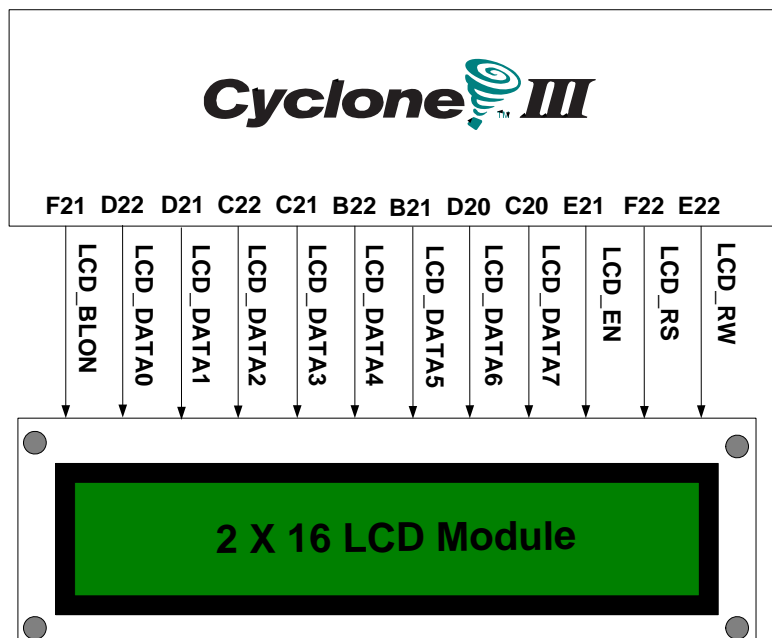 Cyclone III
TM
F21 D22 D21 C22 C21 B22 B21 D20 C20 E21 F22 E22
LCD_BLON
LCD_DATA0
LCD_DATA1
LCD_DATA2
LCD_DATA3
LCD_DATA4
LCD_DATA5
LCD_DATA6
LCD_DATA7
LCD_EN
LCD_RS
LCD_RW
2 X 16 LCD Module